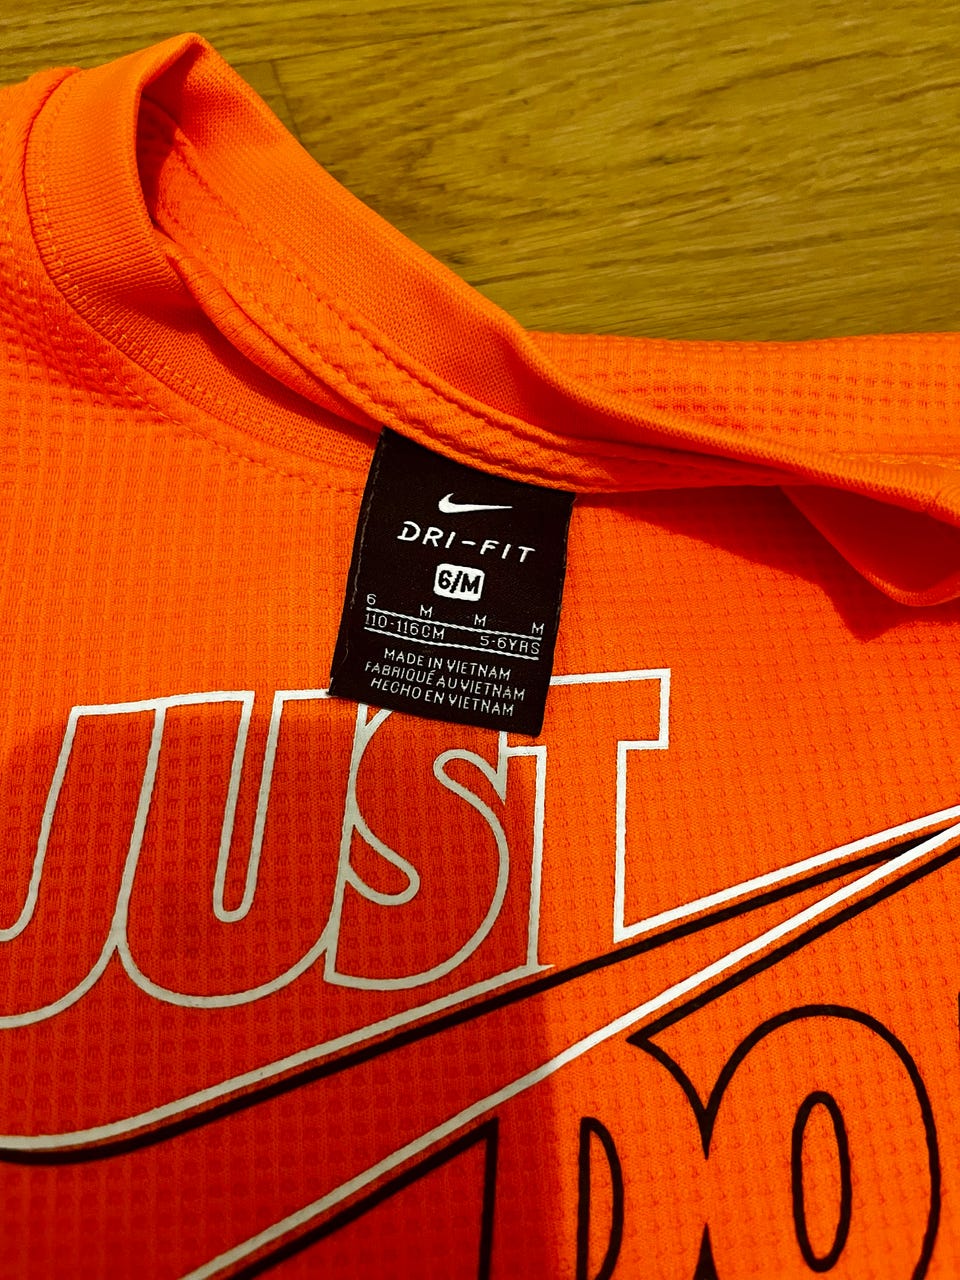 DRI-FIT
6/M
6 M M M
110-116CM 5-6YRS
MADE IN VIETNAM
FABRIQUÉ AU VIETNAM
HECHO EN VIETNAM
JUST
DO